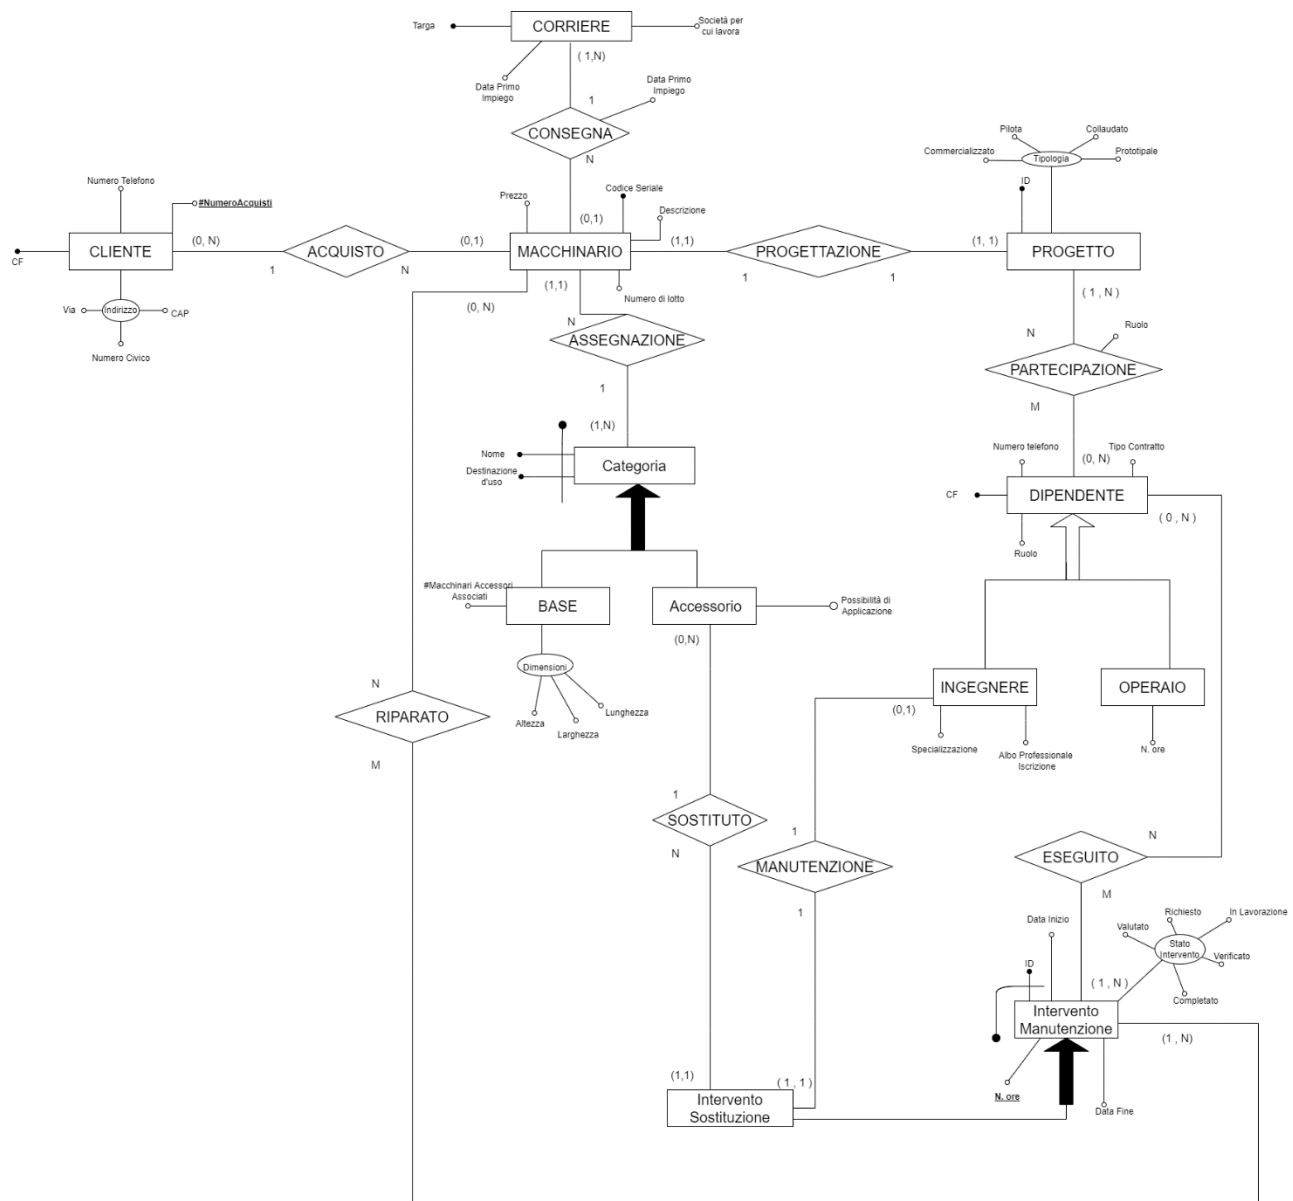 Targa
CORRIERE
Società per
cui lavora
( 1,N)
Data Primo
Impiego
Data Primo
Impiego
1
CONSEGNA
N
Pilota
Collaudato
Commercializzato
Tipologia
Prototipale
Numero Telefono
#NumeroAcquisti
Prezzo
Codice Seriale
ID
Descrizione
(0,1)
CF
CLIENTE
(0, N)
1
ACQUISTO
N
(0,1)
MACCHINARIO
(1,1)
PROGETTAZIONE
1
1
(1, 1)
PROGETTO
Via
Indirizzo
CAP
Numero Civico
(0, N)
(1,1)
Numero di lotto
( 1 , N )
N
ASSEGNAZIONE
1
N
Ruolo
PARTECIPAZIONE
M
(1,N)
Nome
Destinazione
d'uso
Categoria
Numero telefono
(0, N)
Tipo Contratto
CF
DIPENDENTE
( 0 , N )
Ruolo
#Macchinari Accessori
Associati
BASE
Accessorio
Possibilità di
Applicazione
(0,N)
Dimensioni
Altezza
Larghezza
Lunghezza
INGEGNERE
OPERAIO
(0,1)
Specializzazione
Albo Professionale
Iscrizione
N. ore
N
RIPARATO
M
1
SOSTITUTO
N
1
MANUTENZIONE
1
N
ESEGUITO
M
Data Inizio
Richiesto
In Lavorazione
Valutato
Stato
Intervento
Verificato
Completato
ID
( 1 , N )
Intervento
Manutenzione
(1 , N)
N. ore
Data Fine
(1,1)
( 1 , 1 )
Intervento
Sostituzione